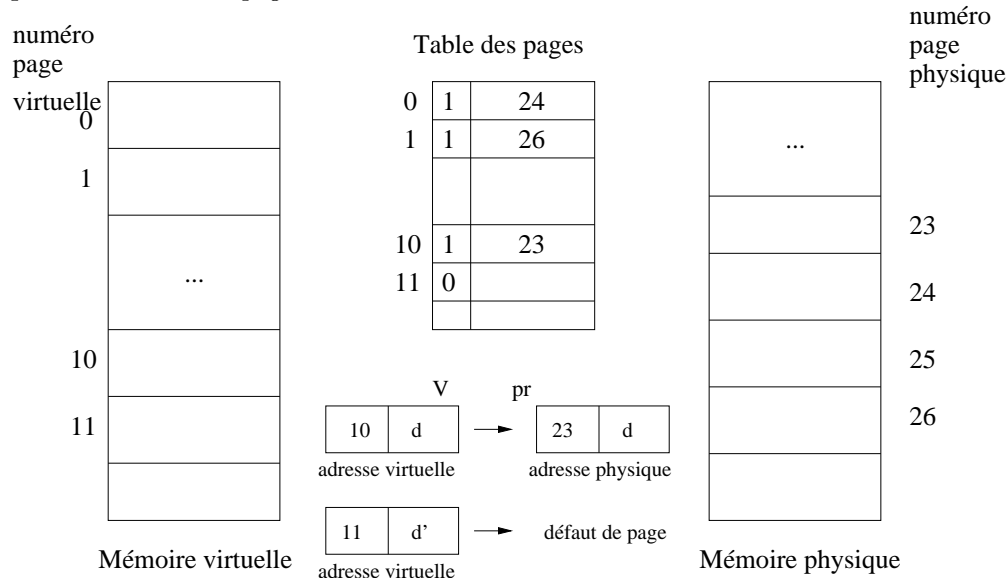 numéro
page
virtuelle
0
1
...
10
11
Mémoire virtuelle
Table des pages
0 1 24
1 1 26
10 1 23
11 0
V pr
10 d 23 d
adresse virtuelle adresse physique
11 d' défaut de page
adresse virtuelle
numéro
page
physique
...
23
24
25
26
Mémoire physique